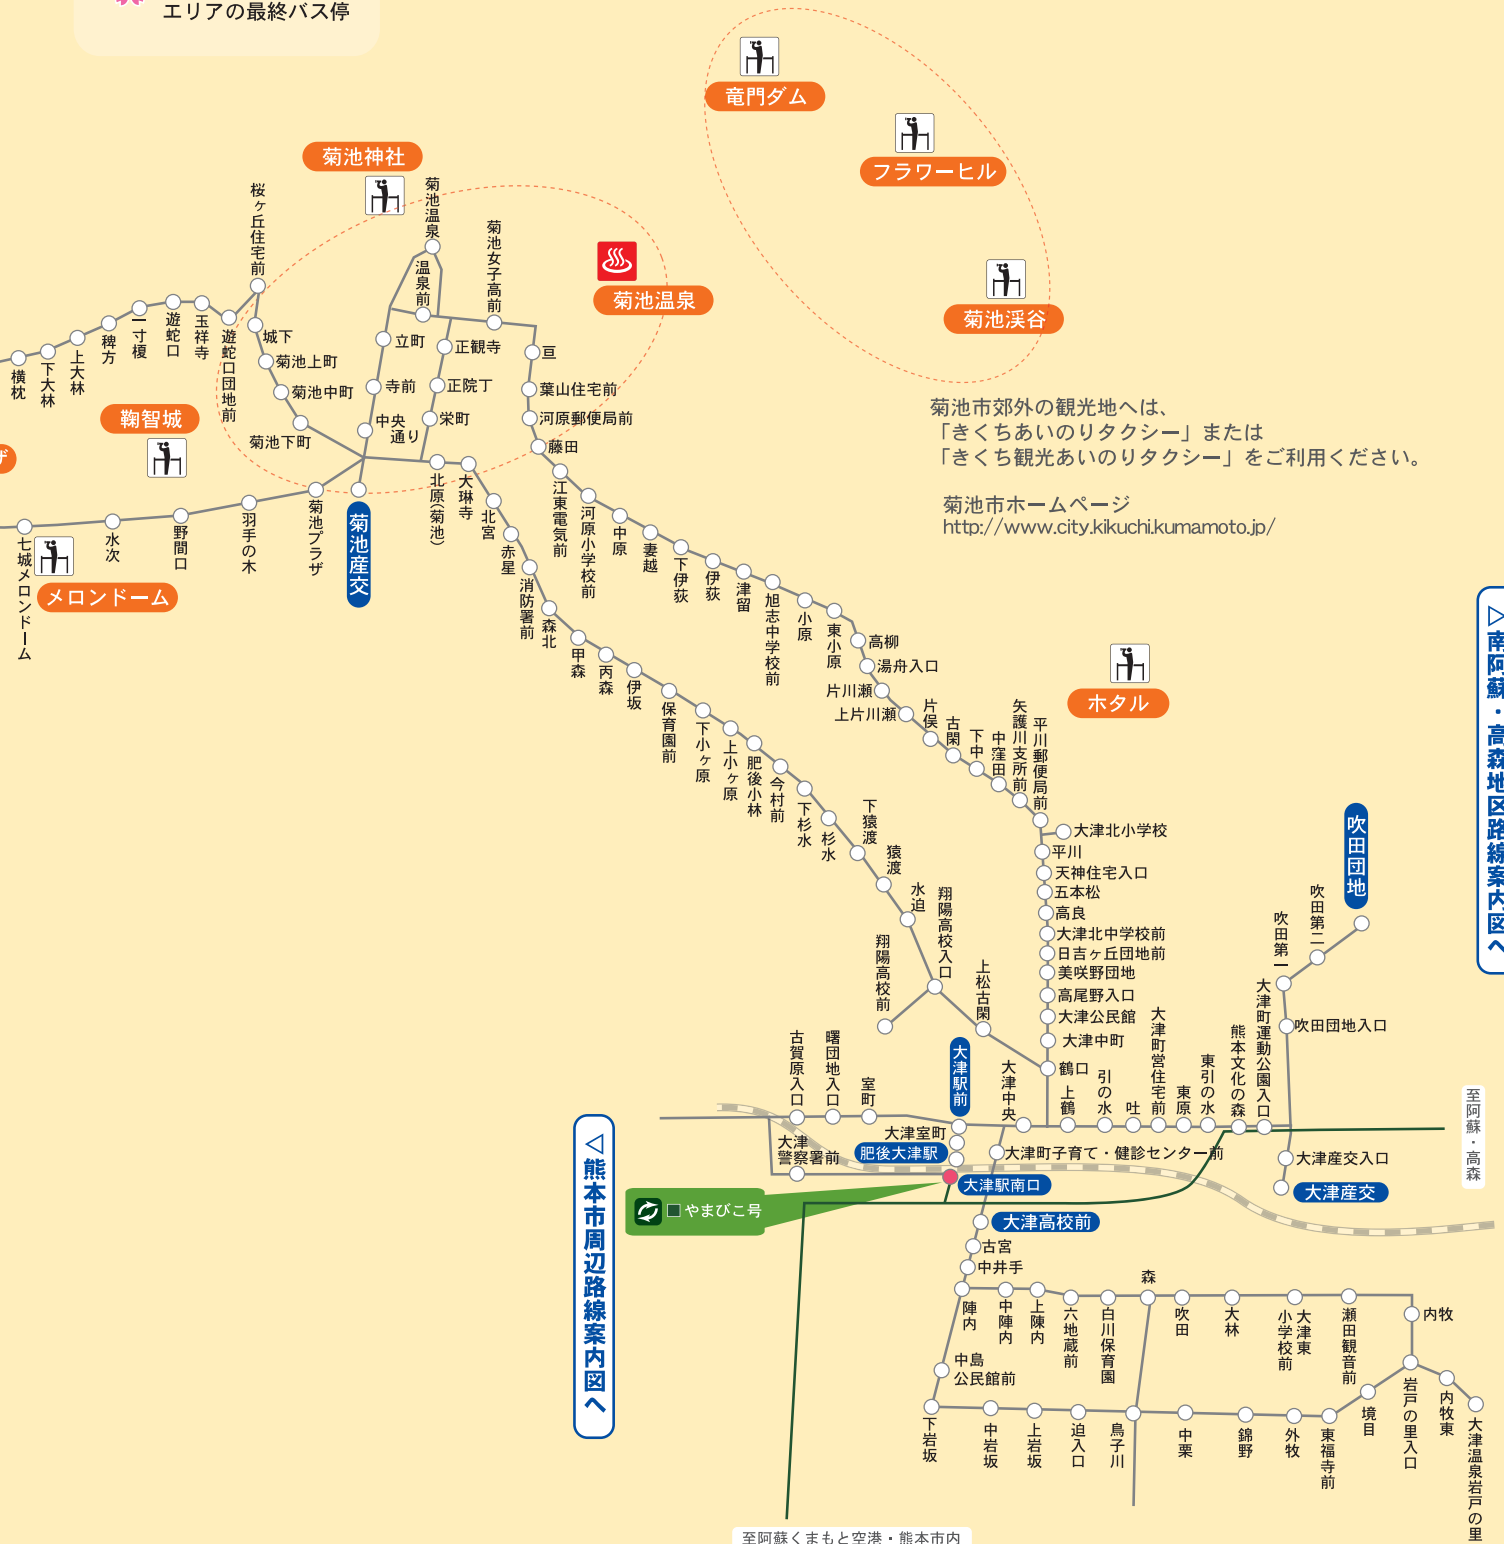 エリアの最終バス停
竜門ダム
フラワーヒル
菊池渓谷
菊池神社
菊池温泉
菊池温泉
温泉前
菊池女子高前
桜ヶ丘住宅前
横枕
下大林
上大林
稗方
一寸榎
遊蛇口
玉祥寺
遊蛇口団地前
城下
菊池上町
菊池中町
菊池下町
立町
寺前
中央
通り
正観寺
正院丁
栄町
亘
葉山住宅前
河原郵便局前
藤田
鞠智城
ザ
七城メロンドーム
メロンドーム
水次
野間口
羽手の木
菊池プラザ
菊池産交
北原(菊池)
大琳寺
北宮
赤星
消防署前
森北
甲森
丙森
伊坂
保育園前
下小ヶ原
上小ヶ原
肥後小林
今村前
下杉水
杉水
下猿渡
猿渡
水迫
翔陽高校入口
翔陽高校前
上松古閑
江東電気前
河原小学校前
中原
妻越
下伊荻
伊荻
津留
旭志中学校前
小原
東小原
高柳
湯舟入口
片川瀬
上片川瀬
片俣
古閑
下中
中窪田
矢護川支所前
平川郵便局前
菊池市郊外の観光地へは、
「きくちあいのりタクシー」または
「きくち観光あいのりタクシー」をご利用ください。
菊池市ホームページ
http://www.city.kikuchi.kumamoto.jp/
ホタル
▷南阿蘇・高森地区路線案内図へ
大津北小学校
平川
天神住宅入口
五本松
高良
大津北中学校前
日吉ヶ丘団地前
美咲野団地
高尾野入口
大津公民館
大津中町
鶴口
吹田団地
吹田第二
吹田第一
吹田団地入口
大津町運動公園入口
熊本文化の森
東引の水
東原
大津町営住宅前
吐
引の水
上鶴
大津中央
大津駅前
室町
曙団地入口
古賀原入口
大津
警察署前
大津室町
肥後大津駅
大津駅南口
大津町子育て・健診センター前
大津産交入口
大津産交
至阿蘇・高森
やまびこ号
大津高校前
古宮
中井手
陣内
中陣内
上陳内
六地蔵前
白川保育園
森
吹田
大林
大津東
小学校前
瀬田観音前
内牧
中島
公民館前
下岩坂
中岩坂
上岩坂
迫入口
鳥子川
中栗
錦野
外牧
東福寺前
境目
岩戸の里入口
内牧東
大津温泉岩戸の里
◁熊本市周辺路線案内図へ
至阿蘇くまもと空港・熊本市内